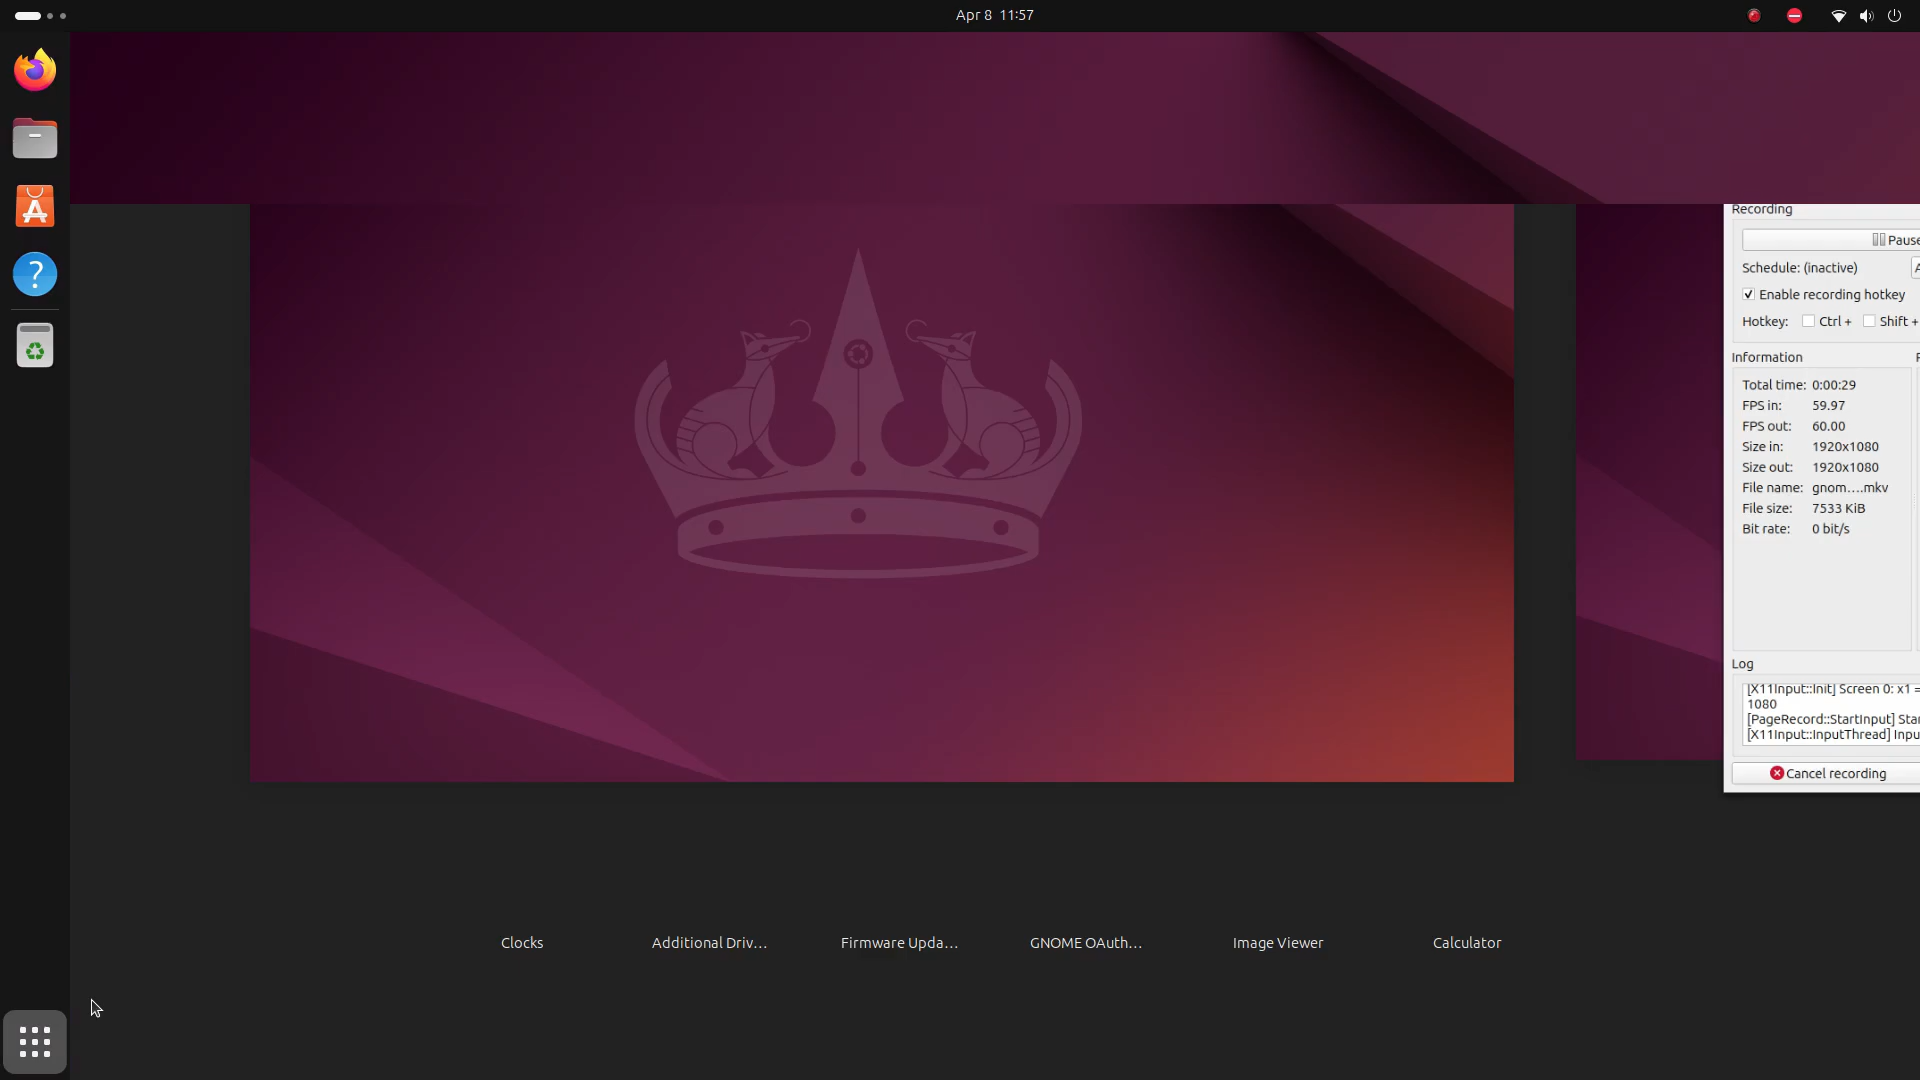 Apr 8 11:57
Recording
Pause
Schedule: (inactive)
Enable recording hotkey
Hotkey: Ctrl + Shift +
Information
Total time: 0:00:29
FPS in: 59.97
FPS out: 60.00
Size in: 1920x1080
Size out: 1920x1080
File name: gnom....mkv
File size: 7533 KiB
Bit rate: 0 bit/s
Log
[X11Input::Init] Screen 0: x1 =
1080
[PageRecord::StartInput] Star
[X11Input::InputThread] Inpu
Cancel recording
Clocks
Additional Driv...
Firmware Upda...
GNOME OAuth...
Image Viewer
Calculator